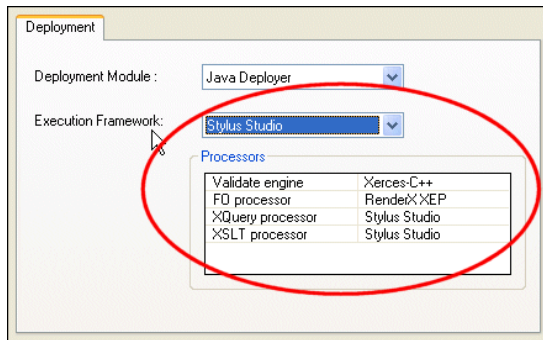 Deployment
Deployment Module : Java Deployer
Execution Framework: Stylus Studio
Processors
Validate engine Xerces-C++
FO processor RenderX XEP
XQuery processor Stylus Studio
XSLT processor Stylus Studio